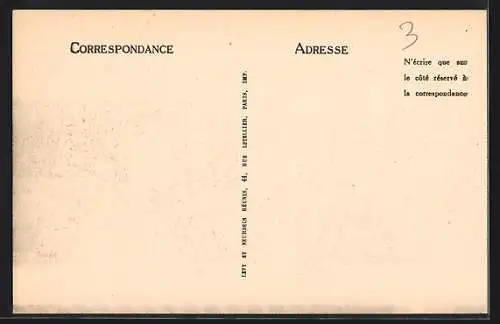 CORRESPONDANCE
ADRESSE
3
N'écrire que sur
le côté réservé à
la correspondance
LÉVY ET NEURDEIN RÉUNIS, 44, RUE LETELLIER, PARIS, IMP.